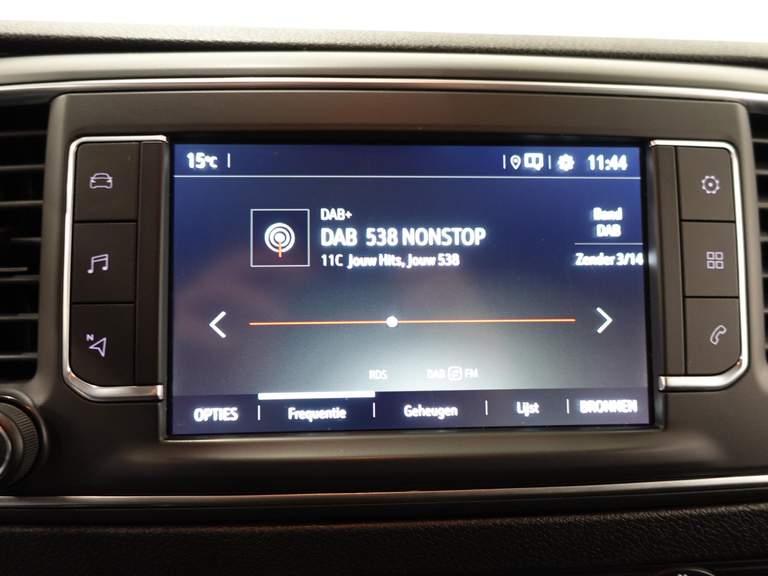 15°C
11:44
DAB+
DAB 538 NONSTOP
11C Jouw Hits, Jouw 538
Band
DAB
Zender 3/14
RDS
DAB FM
OPTIES
Frequentie
Geheugen
Lijst
BRONNEN
N